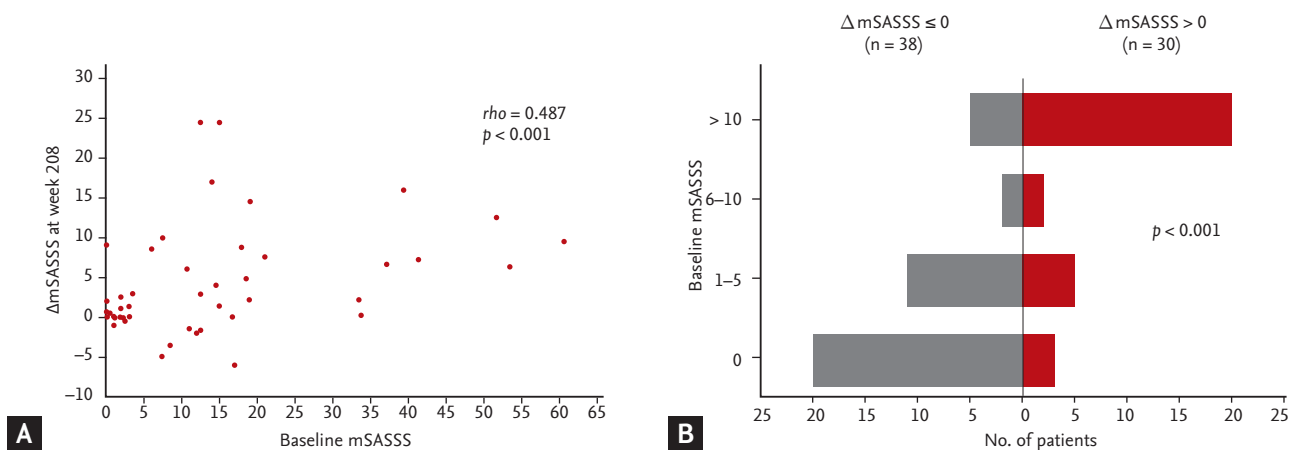 30
25
20
15
10
5
0
−5
−10
ΔmSASSS at week 208
rho = 0.487
p < 0.001
0 5 10 15 20 25 30 35 40 45 50 55 60 65
Baseline mSASSS
A
Δ mSASSS ≤ 0
(n = 38)
Δ mSASSS > 0
(n = 30)
Baseline mSASSS
> 10
6–10
1–5
0
p < 0.001
25 20 15 10 5 0 5 10 15 20 25
No. of patients
B